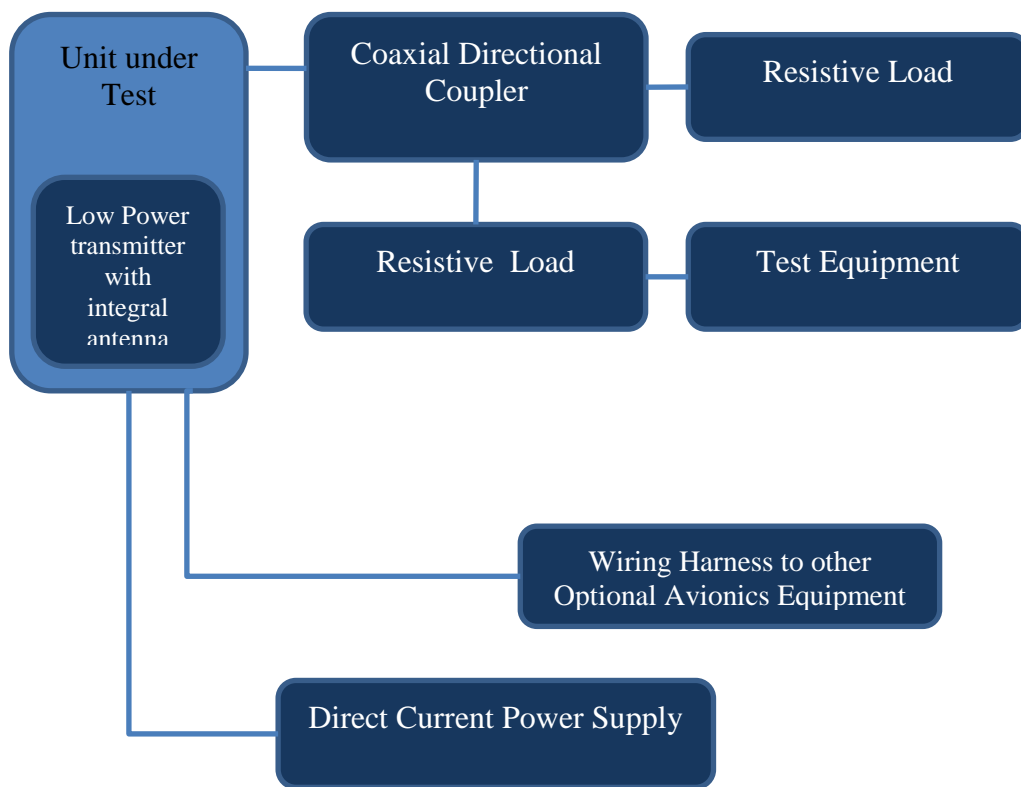 Unit under
Test
Coaxial Directional
Coupler
Resistive Load
Low Power
transmitter
with
integral
antenna
Resistive  Load
Test Equipment
Wiring Harness to other
Optional Avionics Equipment
Direct Current Power Supply